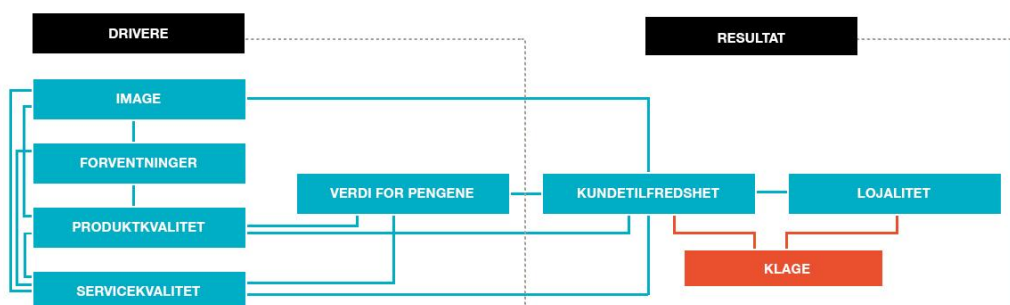 DRIVERE
RESULTAT
IMAGE
FORVENTNINGER
VERDI FOR PENGENE
KUNDETILFREDSHET
LOJALITET
PRODUKTKVALITET
KLAGE
SERVICEKVALITET